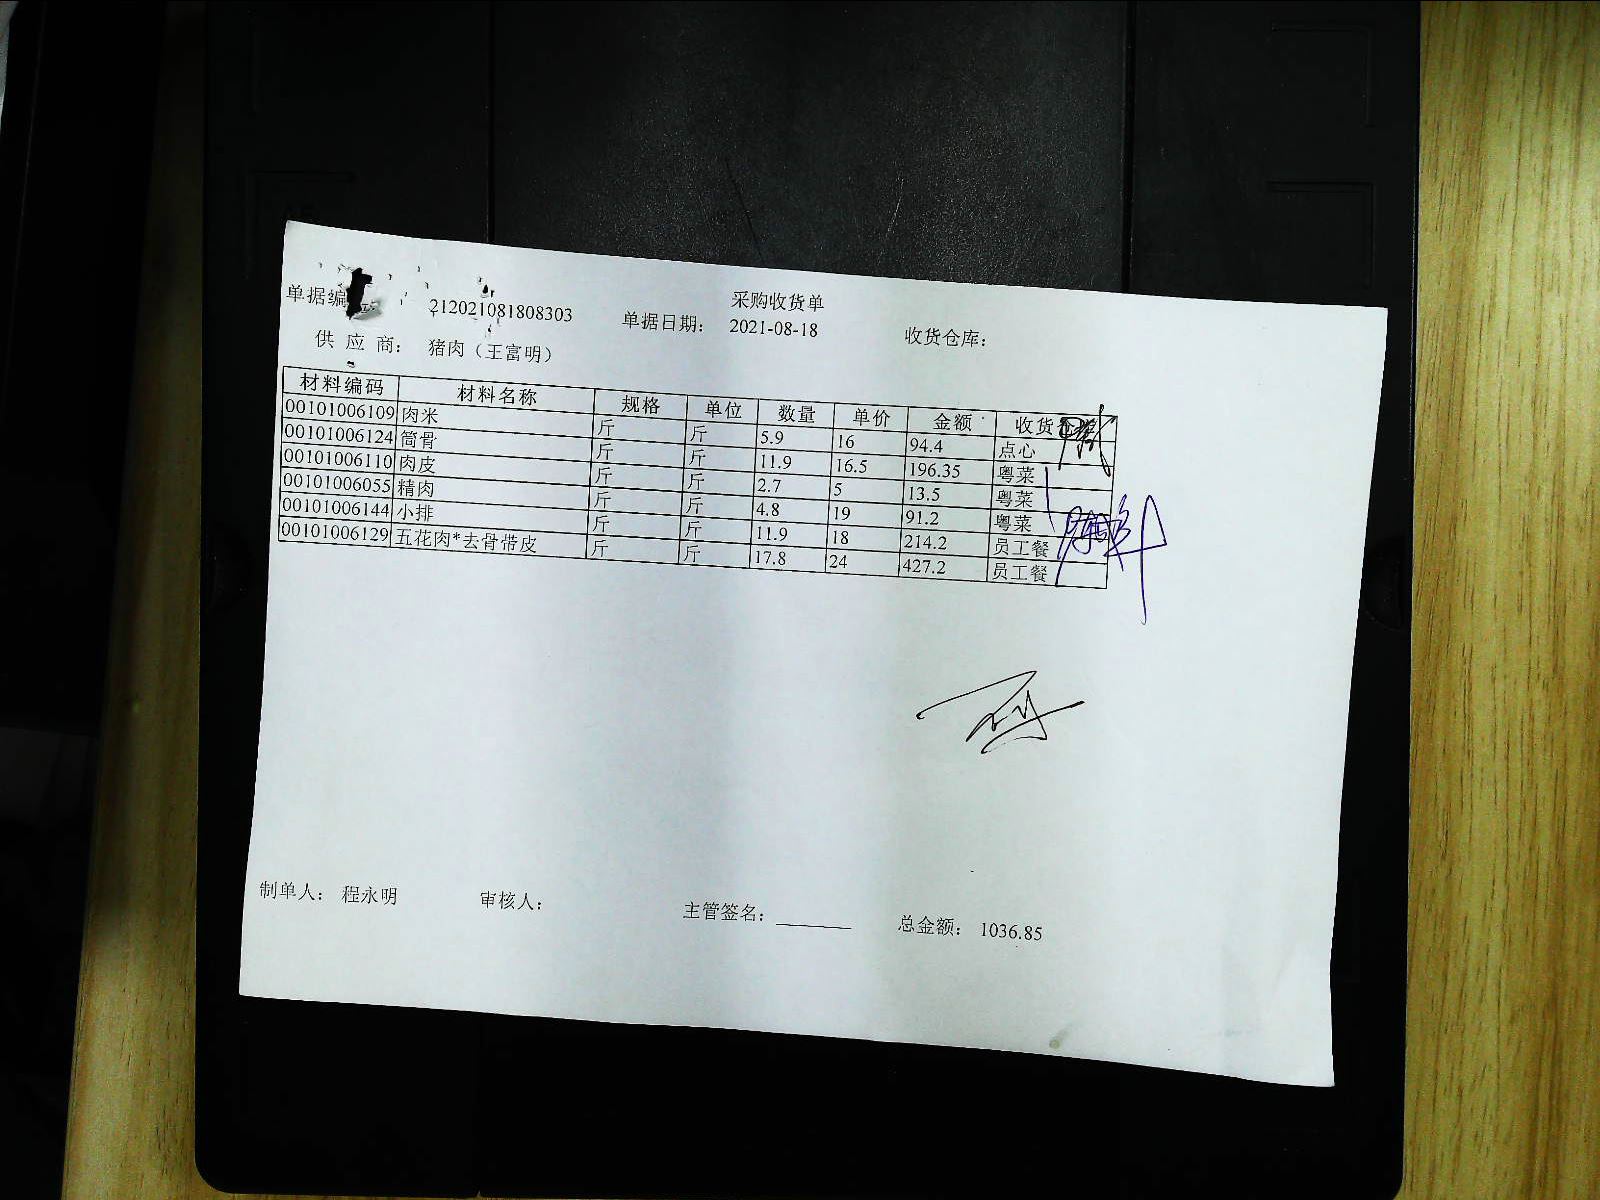 采购收货单
单据编 212021081808303 单据日期： 2021-08-18 收货仓库：
供 应 商： 猪肉（王富明）
材料编码 材料名称 规格 单位 数量 单价 金额 收货
00101006109 肉米 斤 斤 5.9 16 94.4 点心
00101006124 筒骨 斤 斤 11.9 16.5 196.35 粤菜
00101006110 肉皮 斤 斤 2.7 5 13.5 粤菜
00101006055 精肉 斤 斤 4.8 19 91.2 粤菜
00101006144 小排 斤 斤 11.9 18 214.2 员工餐
00101006129 五花肉*去骨带皮 斤 斤 17.8 24 427.2 员工餐
制单人： 程永明 审核人： 主管签名： 总金额： 1036.85